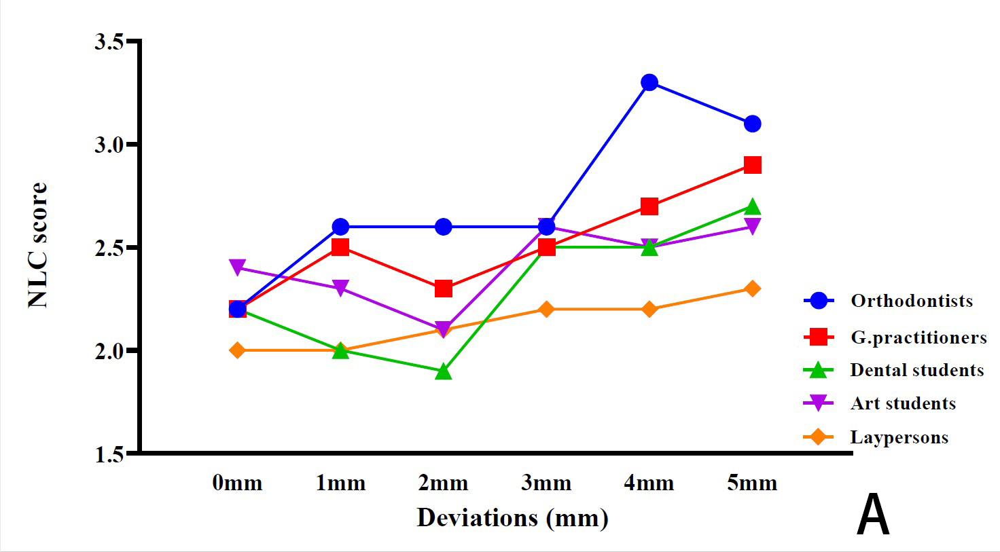 3.5
3.0
2.5
2.0
1.5
NLC score
0mm 1mm 2mm 3mm 4mm 5mm
Deviations (mm)
Orthodontists
G.practitioners
Dental students
Art students
Laypersons
A